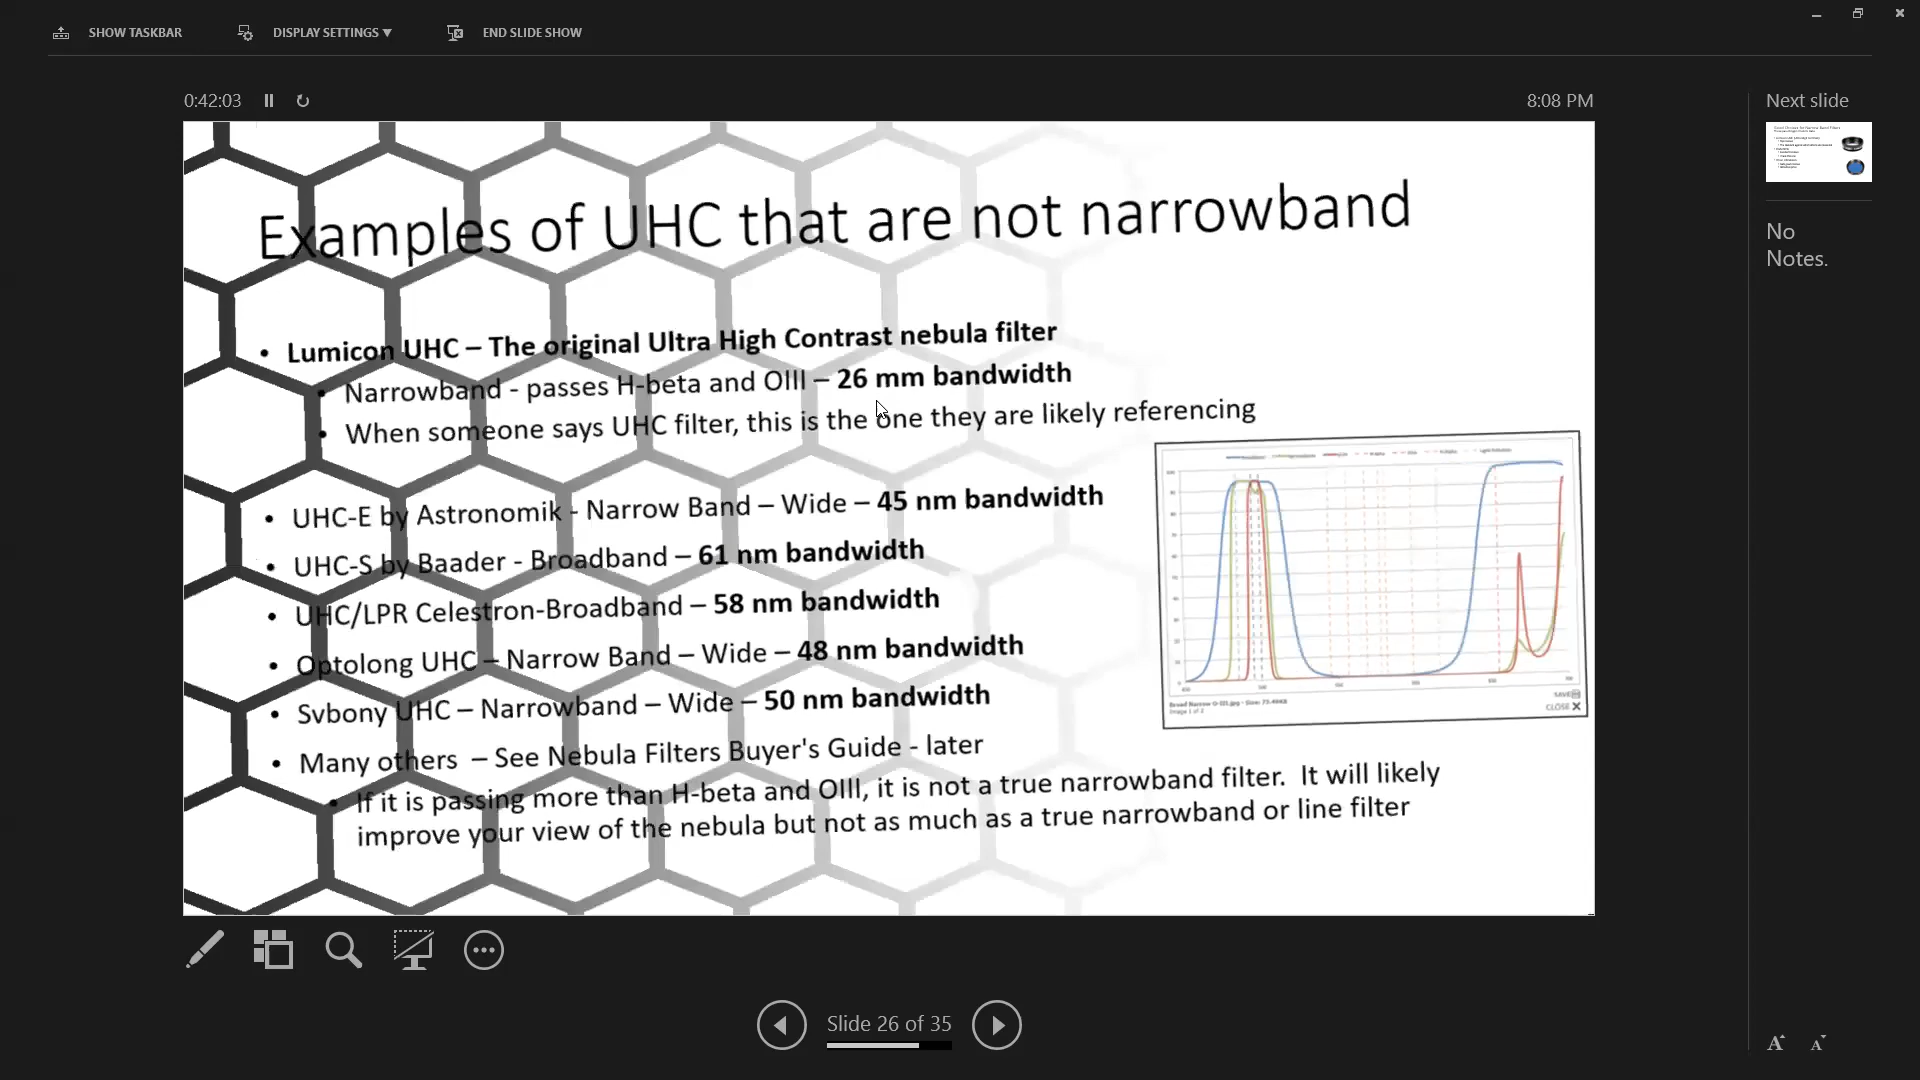 SHOW TASKBAR
DISPLAY SETTINGS ▼
END SLIDE SHOW
0:42:03
8:08 PM
Next slide
No
Notes.
Examples of UHC that are not narrowband
• Lumicon UHC – The original Ultra High Contrast nebula filter
• Narrowband - passes H-beta and OIII – 26 mm bandwidth
• When someone says UHC filter, this is the one they are likely referencing
• UHC-E by Astronomik - Narrow Band – Wide – 45 nm bandwidth
• UHC-S by Baader - Broadband – 61 nm bandwidth
• UHC/LPR Celestron-Broadband – 58 nm bandwidth
• Optolong UHC – Narrow Band – Wide – 48 nm bandwidth
• Svbony UHC – Narrowband – Wide – 50 nm bandwidth
• Many others – See Nebula Filters Buyer's Guide - later
• If it is passing more than H-beta and OIII, it is not a true narrowband filter. It will likely
improve your view of the nebula but not as much as a true narrowband or line filter
SAVE
CLOSE X
Slide 26 of 35
A
A